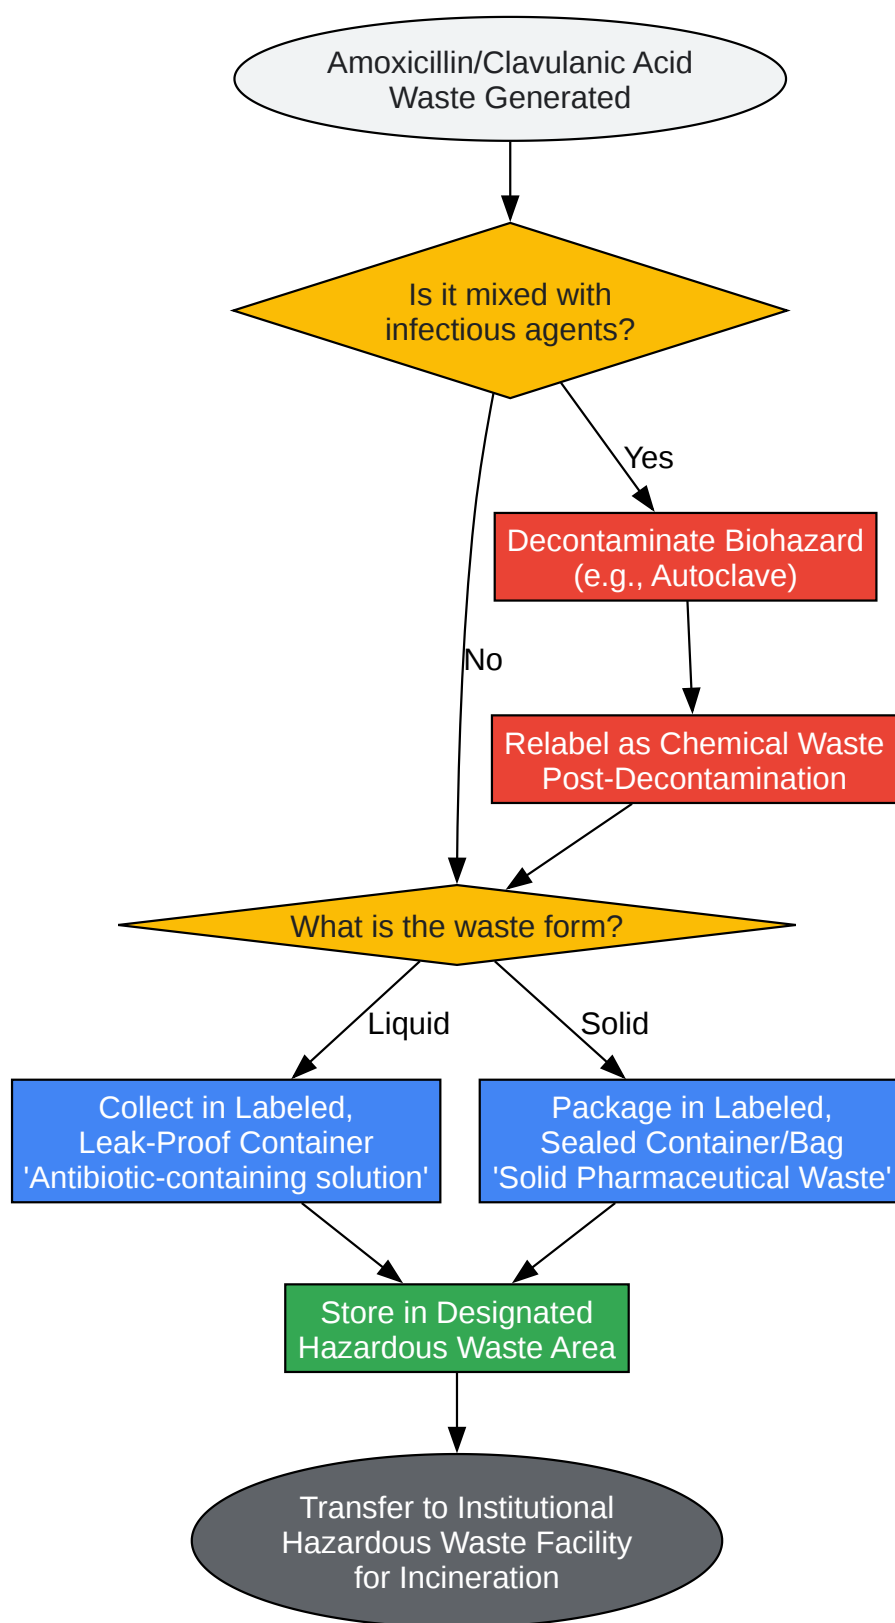 Amoxicillin/Clavulanic Acid
Waste Generated
Is it mixed with
infectious agents?
Yes
Decontaminate Biohazard
(e.g., Autoclave)
No
Relabel as Chemical Waste
Post-Decontamination
What is the waste form?
Liquid
Solid
Collect in Labeled,
Leak-Proof Container
'Antibiotic-containing solution'
Package in Labeled,
Sealed Container/Bag
'Solid Pharmaceutical Waste'
Store in Designated
Hazardous Waste Area
Transfer to Institutional
Hazardous Waste Facility
for Incineration